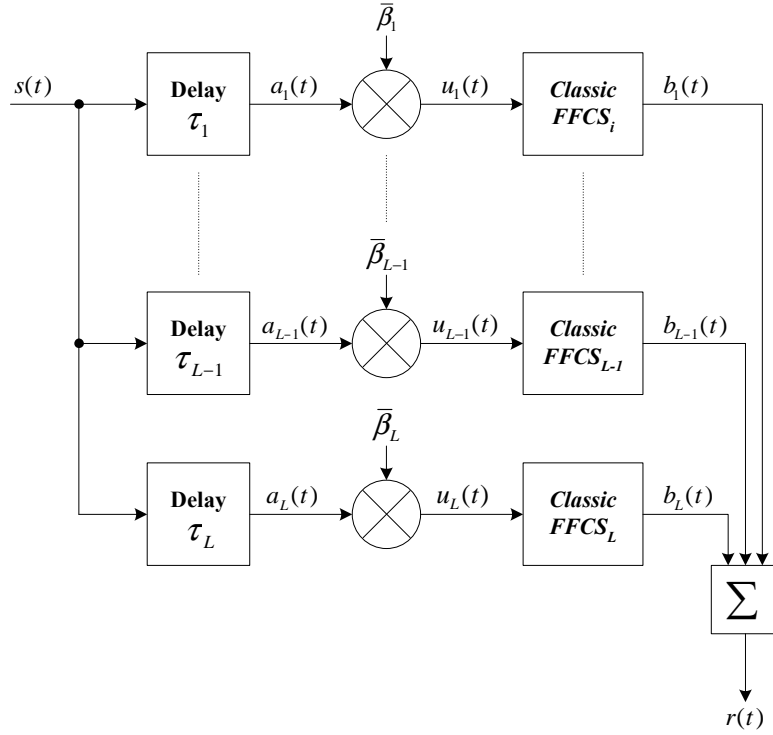 β̄₁
s(t) Delay τ₁ a₁(t) u₁(t) Classic FFCSᵢ b₁(t)
β̄_{L−1}
Delay τ_{L−1} a_{L−1}(t) u_{L−1}(t) Classic FFCS_{L-1} b_{L−1}(t)
β̄_L
Delay τ_L a_L(t) u_L(t) Classic FFCS_L b_L(t)
∑
r(t)